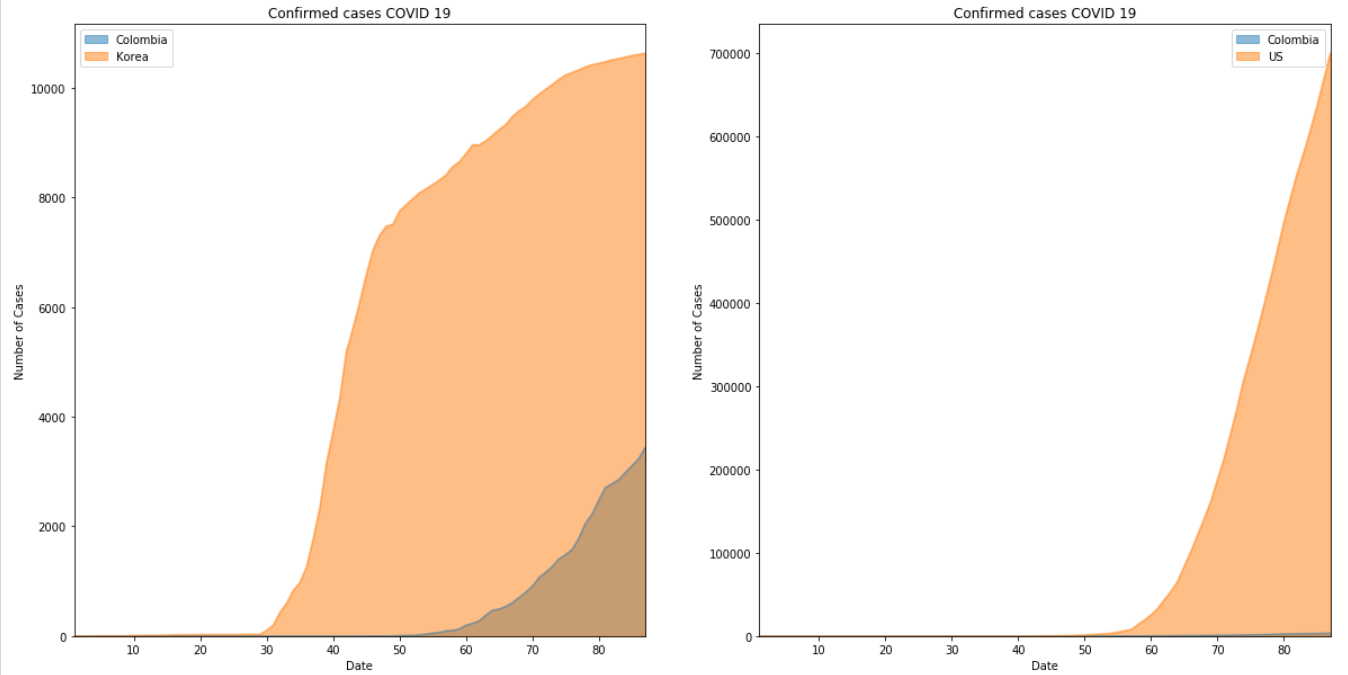 Confirmed cases COVID 19
Colombia
Korea
10000
8000
6000
4000
2000
0
Number of Cases
10 20 30 40 50 60 70 80
Date
Confirmed cases COVID 19
Colombia
US
700000
600000
500000
400000
300000
200000
100000
0
Number of Cases
10 20 30 40 50 60 70 80
Date